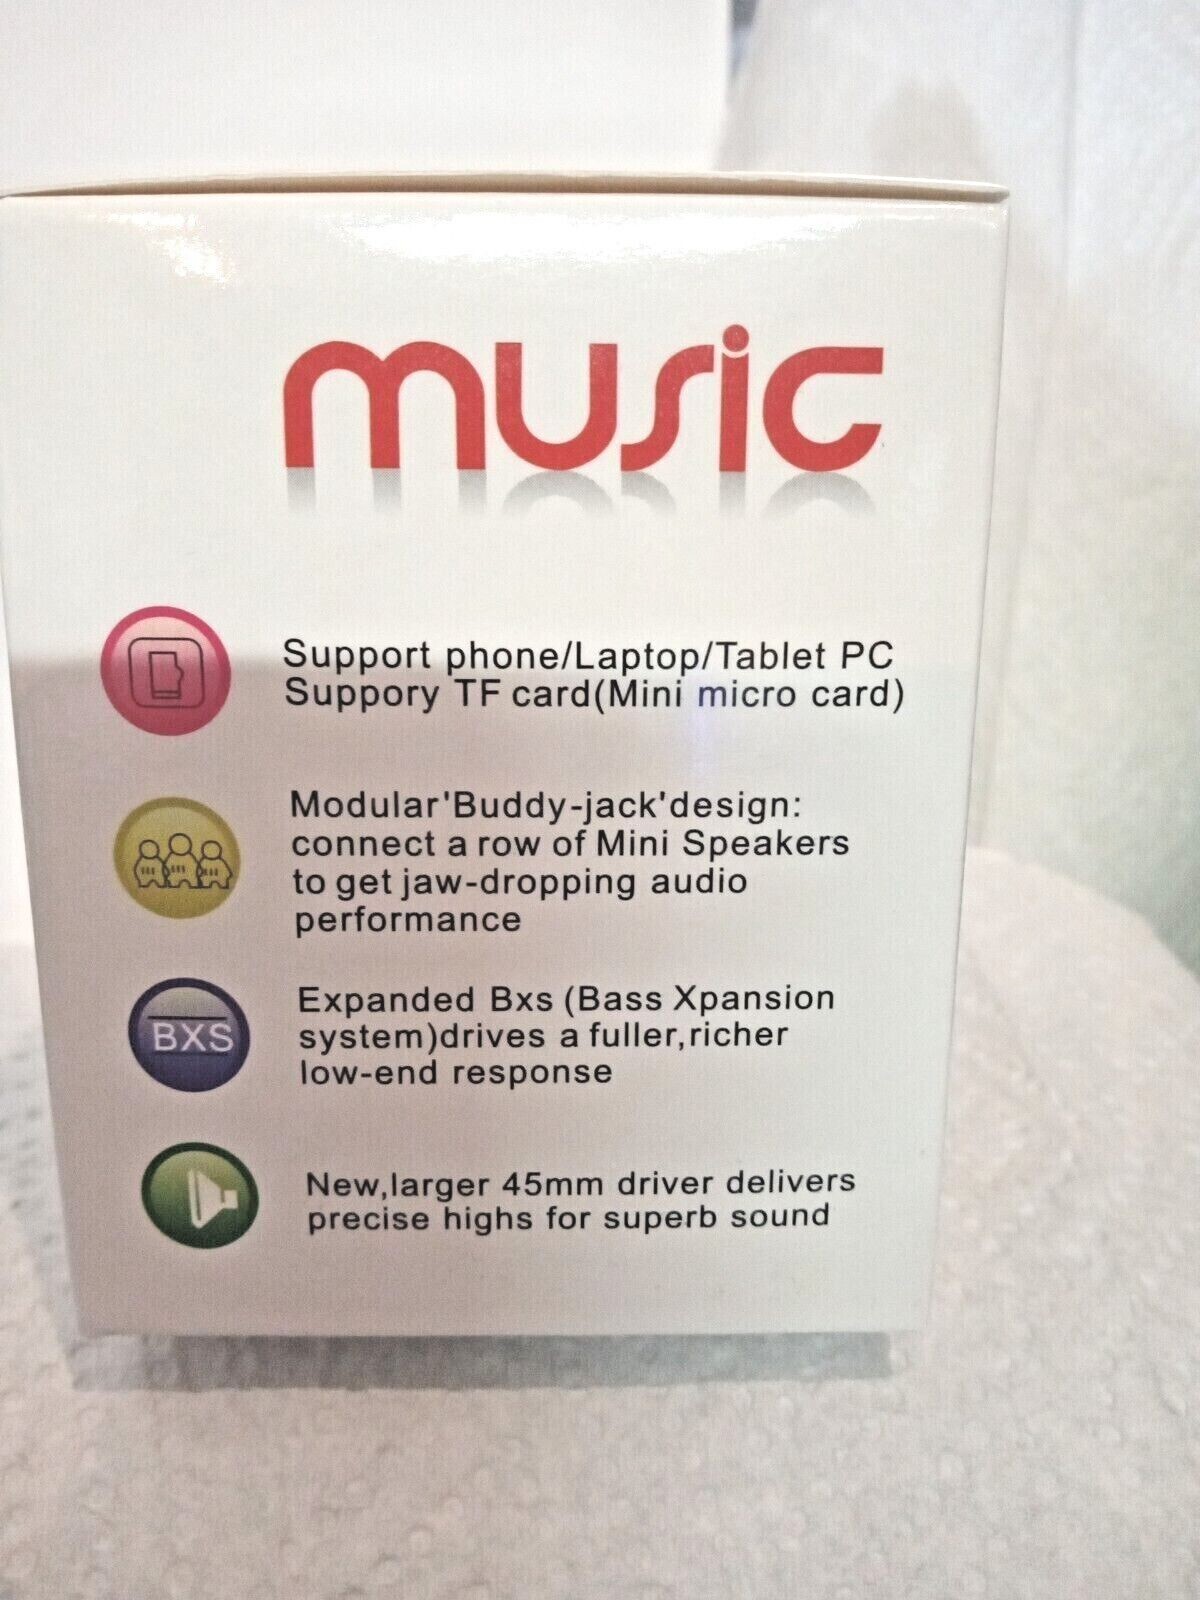 music
Support phone/Laptop/Tablet PC
Suppory TF card(Mini micro card)
Modular'Buddy-jack'design:
connect a row of Mini Speakers
to get jaw-dropping audio
performance
BXS
Expanded Bxs (Bass Xpansion
system)drives a fuller,richer
low-end response
New,larger 45mm driver delivers
precise highs for superb sound